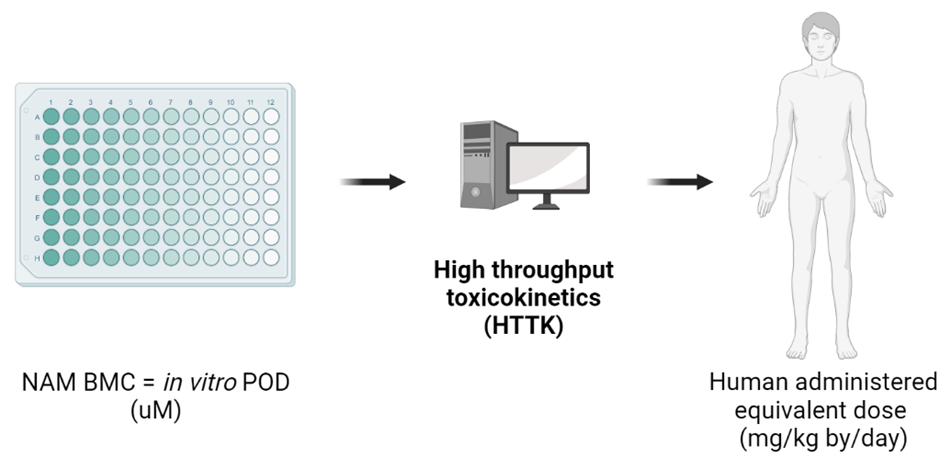 1 2 3 4 5 6 7 8 9 10 11 12
A
B
C
D
E
F
G
H
High throughput
toxicokinetics
(HTTK)
NAM BMC = in vitro POD
(uM)
Human administered
equivalent dose
(mg/kg by/day)